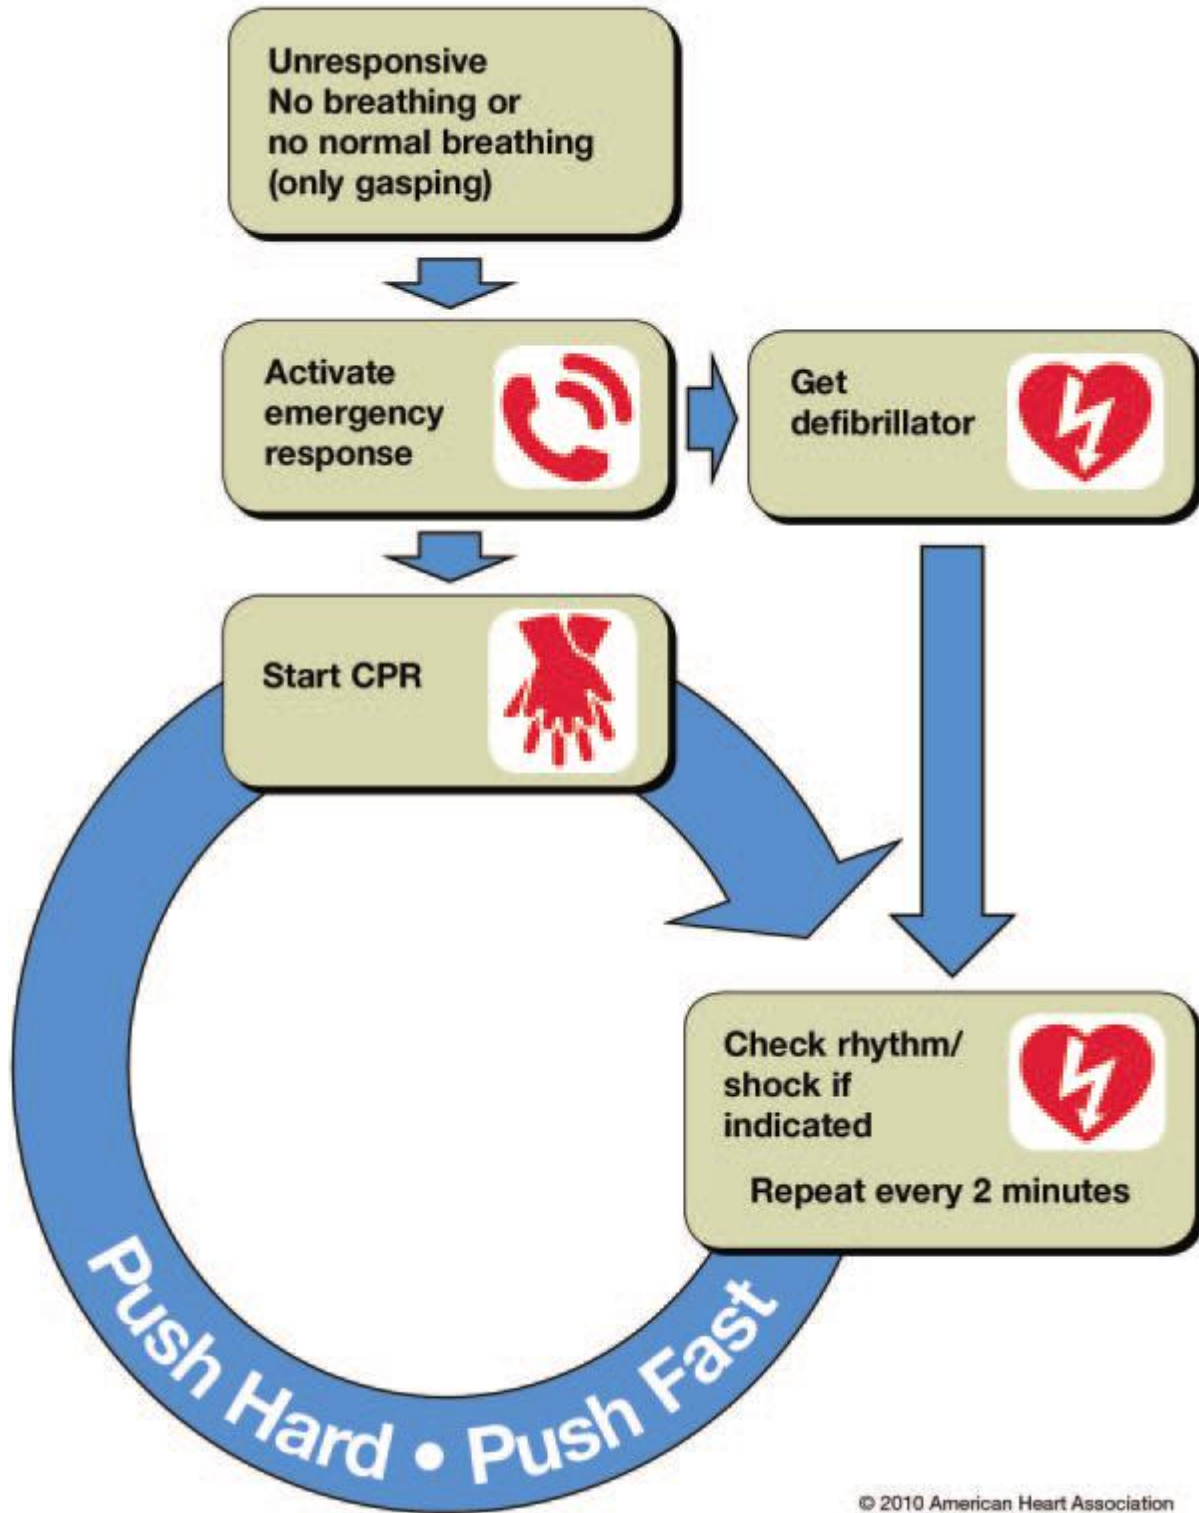 Unresponsive
No breathing or
no normal breathing
(only gasping)
Activate
emergency
response
Get
defibrillator
Start CPR
Check rhythm/
shock if
indicated
Repeat every 2 minutes
Push Hard • Push Fast
© 2010 American Heart Association